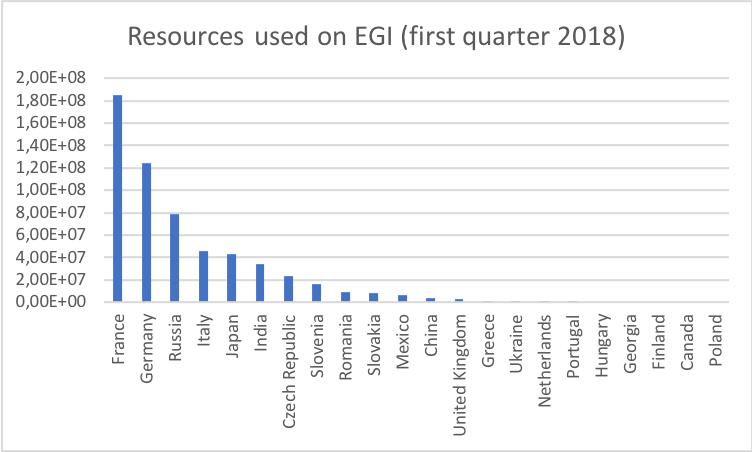 Resources used on EGI (first quarter 2018)
2,00E+08
1,80E+08
1,60E+08
1,40E+08
1,20E+08
1,00E+08
8,00E+07
6,00E+07
4,00E+07
2,00E+07
0,00E+00
France
Germany
Russia
Italy
Japan
India
Czech Republic
Slovenia
Romania
Slovakia
Mexico
China
United Kingdom
Greece
Ukraine
Netherlands
Portugal
Hungary
Georgia
Finland
Canada
Poland